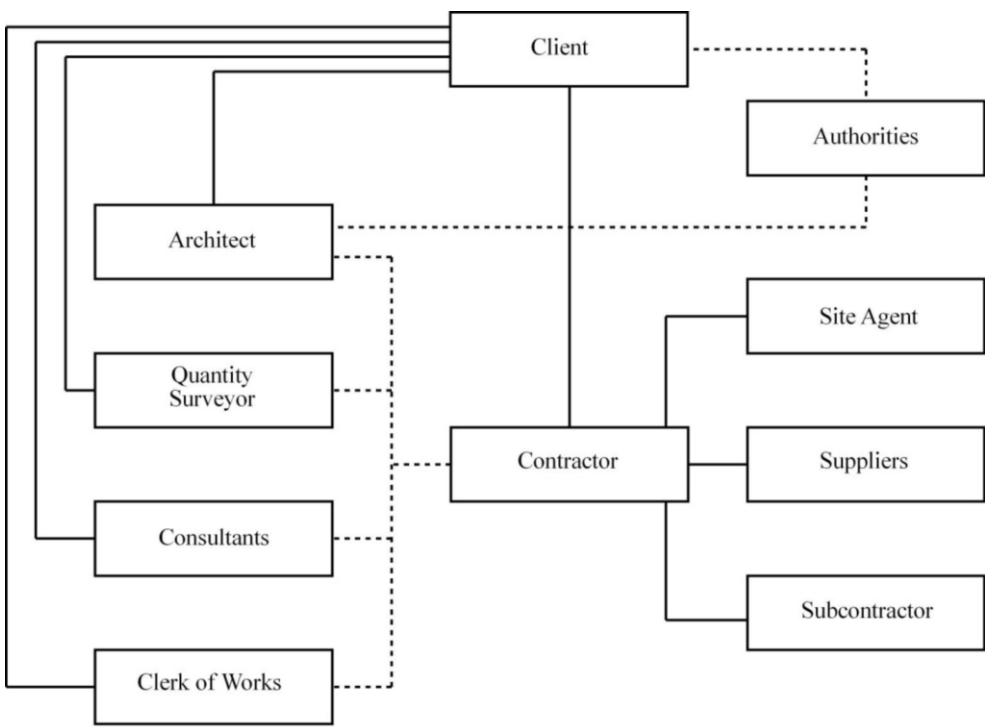 Client
Authorities
Architect
Site Agent
Quantity
Surveyor
Contractor
Suppliers
Consultants
Subcontractor
Clerk of Works